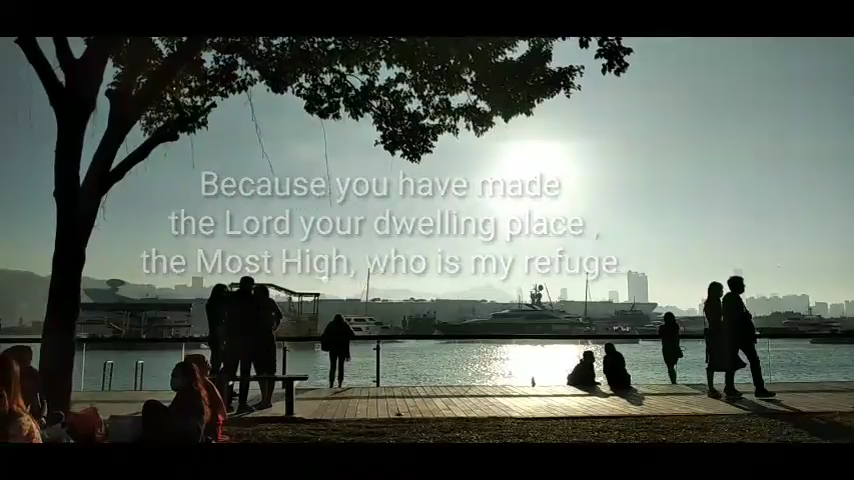 Because you have made
the Lord your dwelling place ,
the Most High, who is my refuge